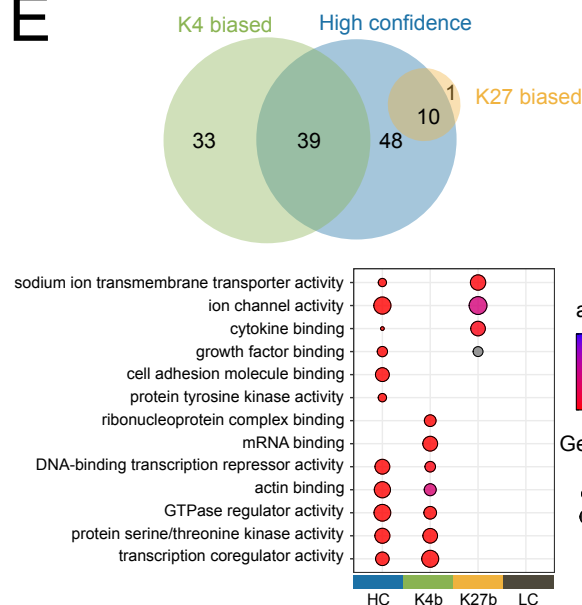 E
K4 biased
High confidence
K27 biased
33
39
48
10
1
sodium ion transmembrane transporter activity
ion channel activity
cytokine binding
growth factor binding
cell adhesion molecule binding
protein tyrosine kinase activity
ribonucleoprotein complex binding
mRNA binding
DNA-binding transcription repressor activity
actin binding
GTPase regulator activity
protein serine/threonine kinase activity
transcription coregulator activity
HC K4b K27b LC